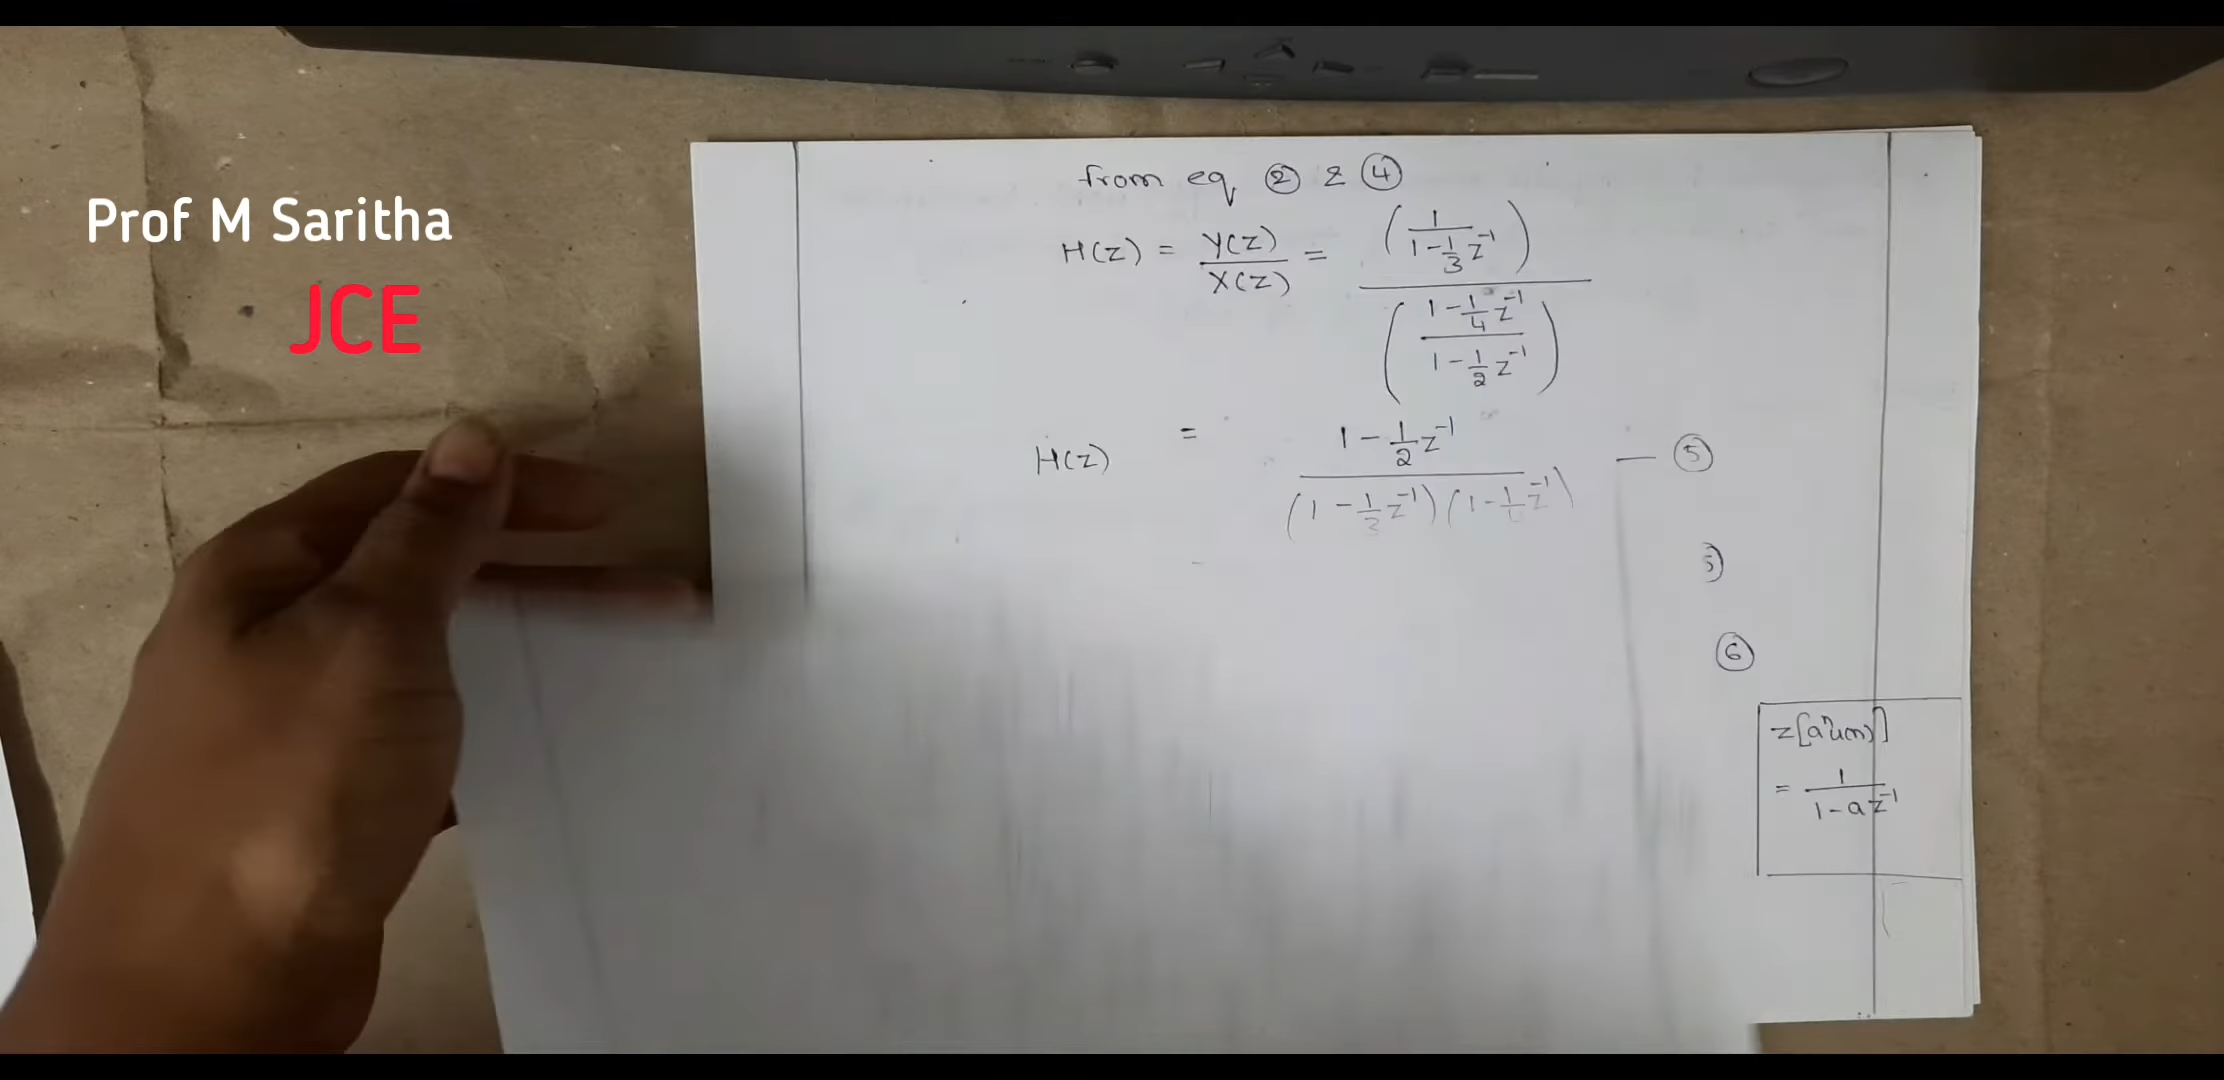 Prof M Saritha
JCE
from eq ② & ④
H(z) = Y(z)/X(z) = (1/(1-1/3 z⁻¹)) / ((1-1/4 z⁻¹)/(1-1/2 z⁻¹))
H(z) = (1-1/2 z⁻¹) / ((1-1/3 z⁻¹)(1-1/4 z⁻¹)) — ⑤
⑥
z[aⁿu(n)]
= 1/(1-az⁻¹)